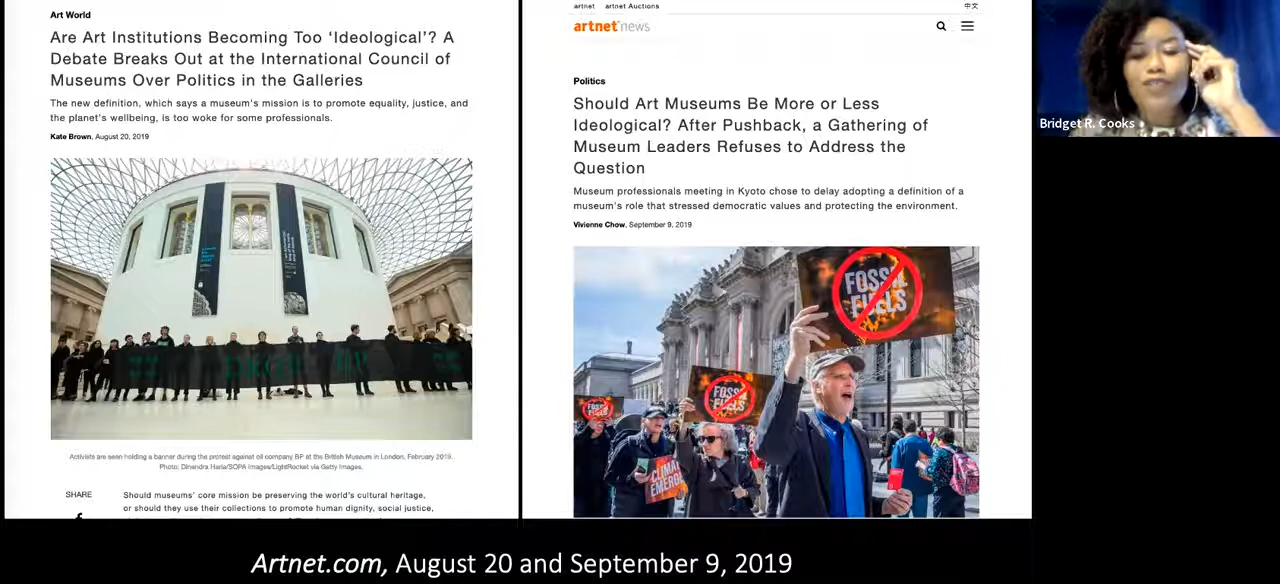 Art World
Are Art Institutions Becoming Too ‘Ideological’? A
Debate Breaks Out at the International Council of
Museums Over Politics in the Galleries
The new definition, which says a museum's mission is to promote equality, justice, and
the planet's wellbeing, is too woke for some professionals.
Kate Brown, August 20, 2019
Activists are seen holding a banner during the protest against oil company BP at the British Museum in London, February 2019.
Photo: Dinendra Haria/SOPA Images/LightRocket via Getty Images.
SHARE
Should museums' core mission be preserving the world's cultural heritage,
or should they use their collections to promote human dignity, social justice,
artnet artnet Auctions 中文
artnet news
Politics
Should Art Museums Be More or Less
Ideological? After Pushback, a Gathering of
Museum Leaders Refuses to Address the
Question
Museum professionals meeting in Kyoto chose to delay adopting a definition of a
museum's role that stressed democratic values and protecting the environment.
Vivienne Chow, September 9, 2019
FOSSIL
FUELS
FOSSIL
FUELS
FOSSIL
CLIMATE
Bridget R. Cooks
Artnet.com, August 20 and September 9, 2019